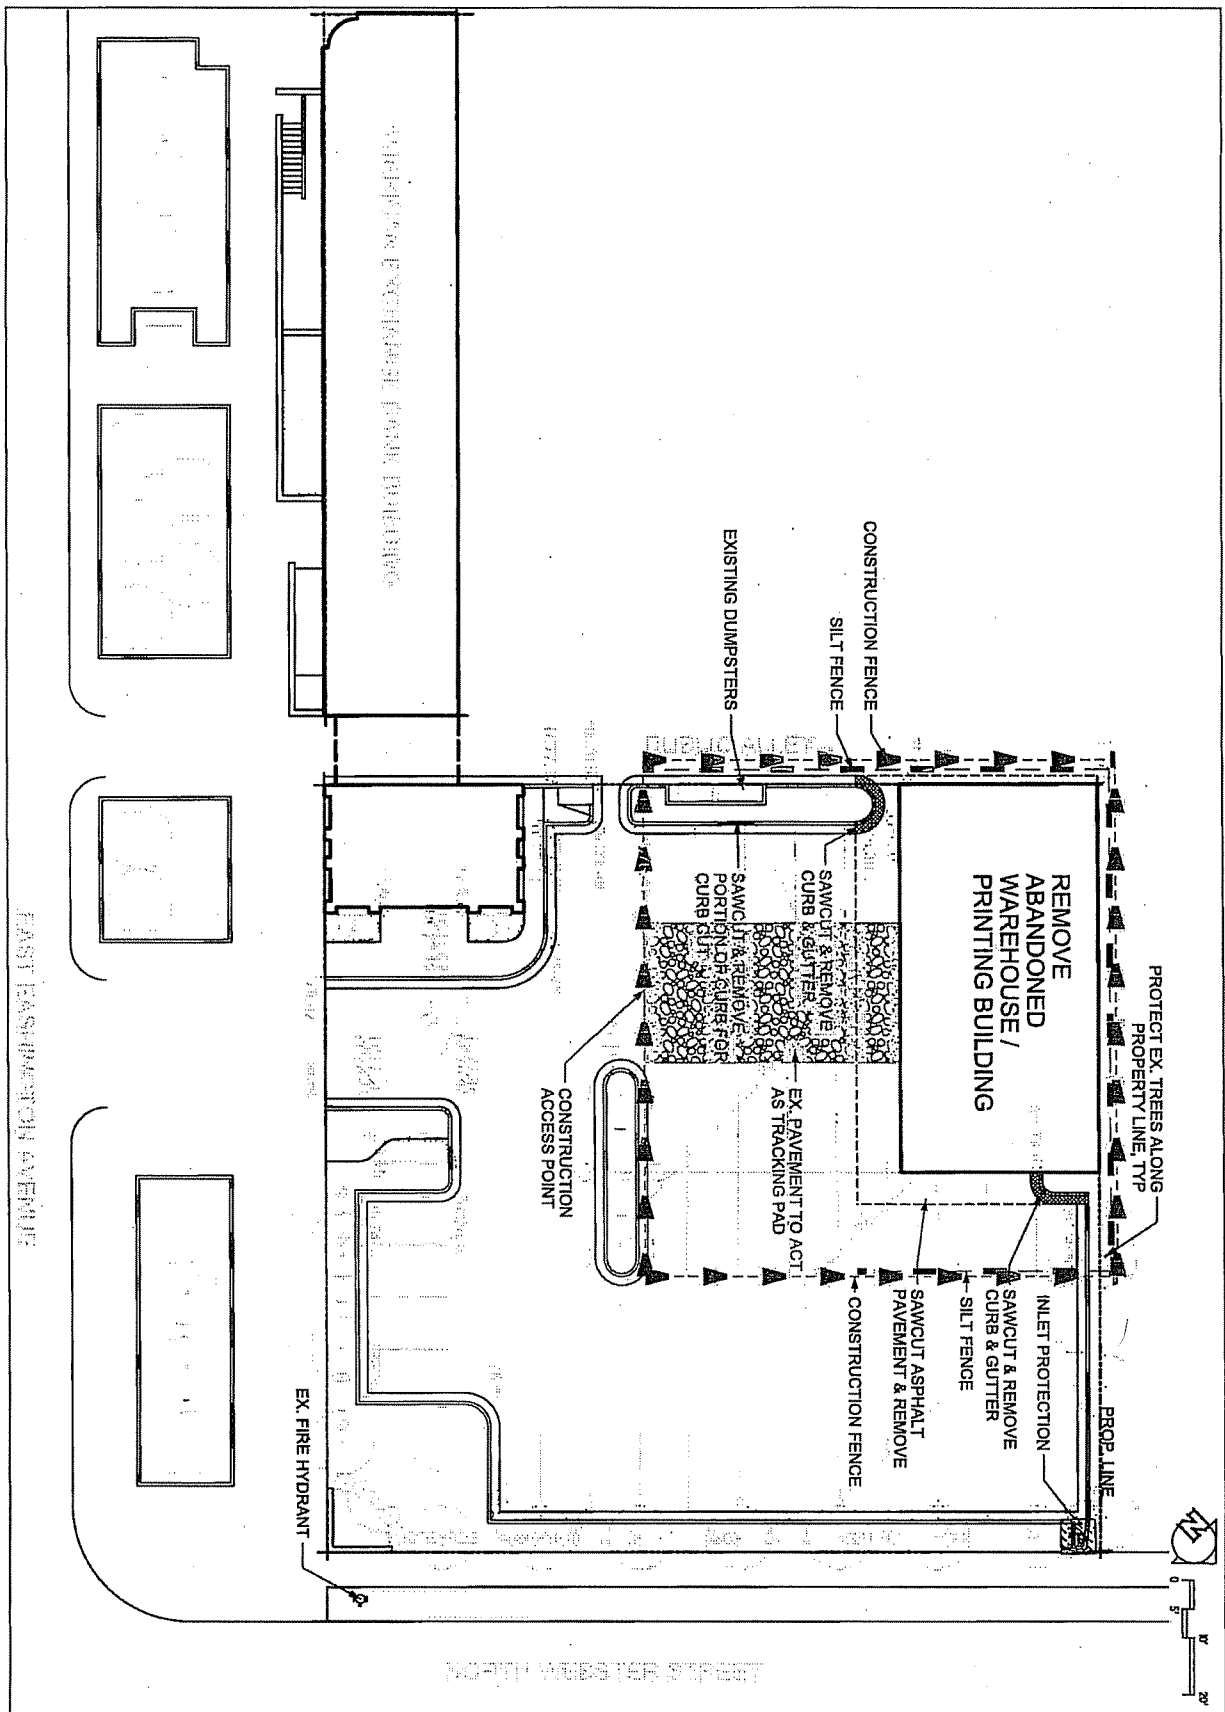 PROTECT EX. TREES ALONG
PROPERTY LINE, TYP
REMOVE
ABANDONED
WAREHOUSE /
PRINTING BUILDING
CONSTRUCTION FENCE
SILT FENCE
EXISTING DUMPSTERS
SAWCUT & REMOVE
CURB & GUTTER
SAWCUT & REMOVE
PORTION OF CURB FOR
CURB CUT
EX. PAVEMENT TO ACT
AS TRACKING PAD
CONSTRUCTION
ACCESS POINT
PROP. LINE
INLET PROTECTION
SAWCUT & REMOVE
CURB & GUTTER
SILT FENCE
SAWCUT ASPHALT
PAVEMENT & REMOVE
CONSTRUCTION FENCE
EX. FIRE HYDRANT
0 5' 10' 20'
EAST WASHINGTON AVENUE
NORTH WEBSTER STREET